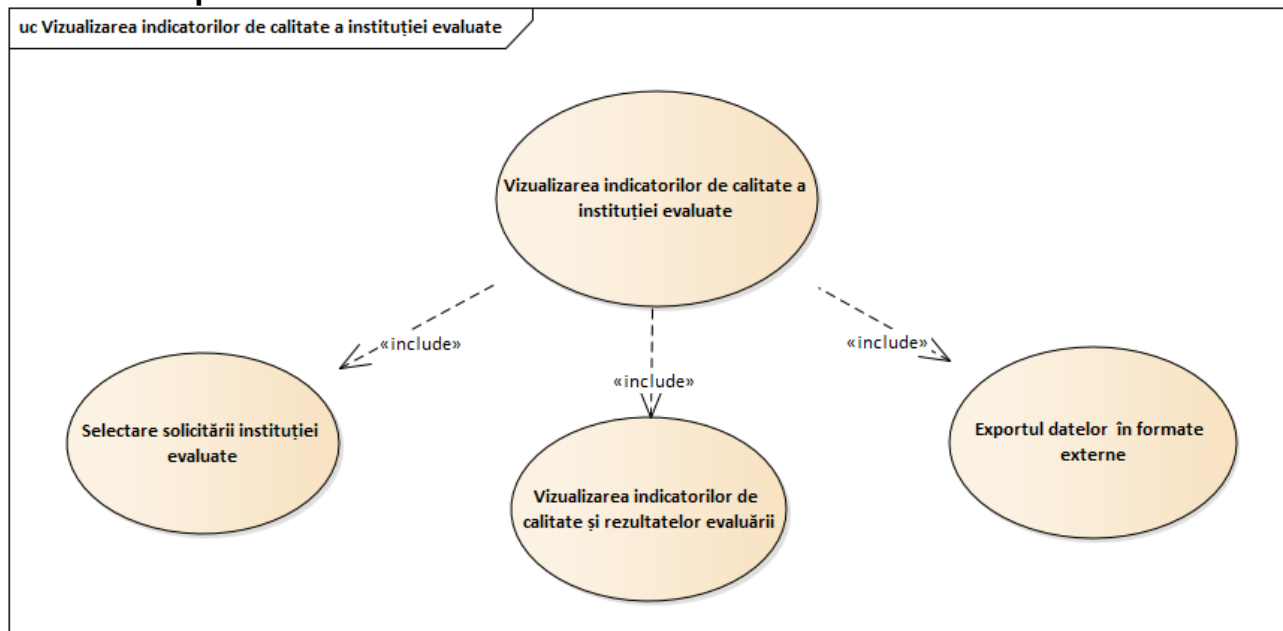 uc Vizualizarea indicatorilor de calitate a instituției evaluate
Vizualizarea indicatorilor de calitate a
instituției evaluate
«include»
«include»
«include»
Selectare solicitării instituției
evaluate
Vizualizarea indicatorilor de
calitate și rezultatelor evaluării
Exportul datelor în formate
externe